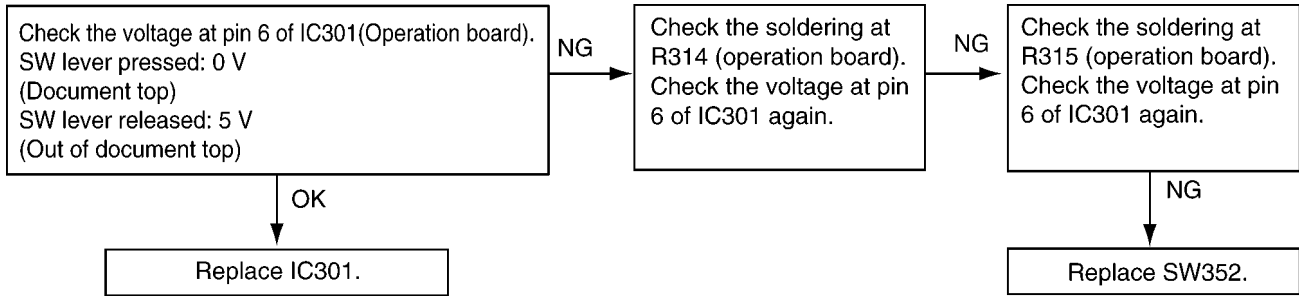 Check the voltage at pin 6 of IC301(Operation board).
SW lever pressed: 0 V
(Document top)
SW lever released: 5 V
(Out of document top)
NG
Check the soldering at
R314 (operation board).
Check the voltage at pin
6 of IC301 again.
NG
Check the soldering at
R315 (operation board).
Check the voltage at pin
6 of IC301 again.
OK
NG
Replace IC301.
Replace SW352.